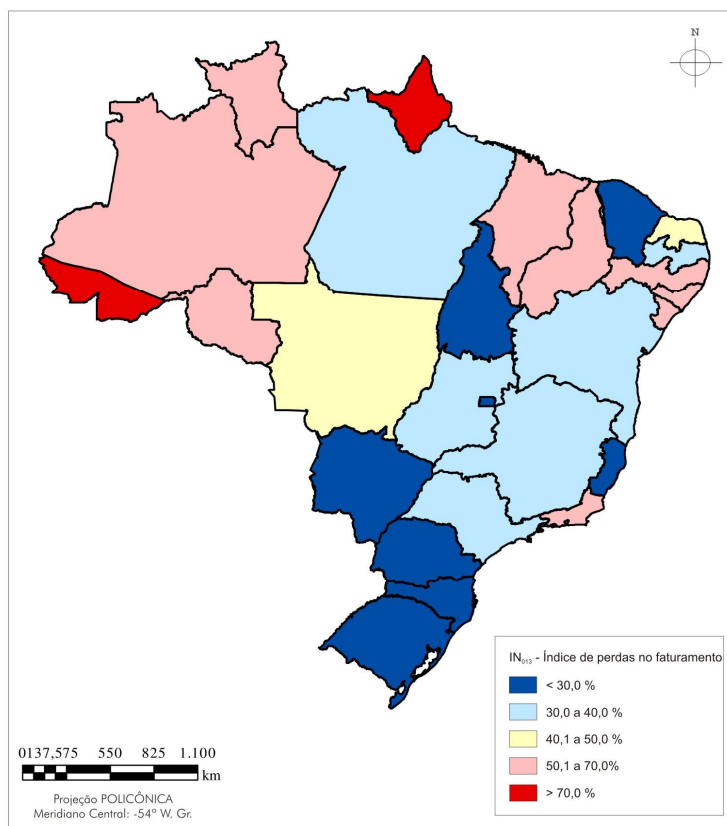 N
IN013 - Índice de perdas no faturamento
< 30,0 %
30,0 a 40,0 %
40,1 a 50,0 %
50,1 a 70,0%
> 70,0 %
0137,575 550 825 1.100
km
Projeção POLICÔNICA
Meridiano Central: -54º W. Gr.